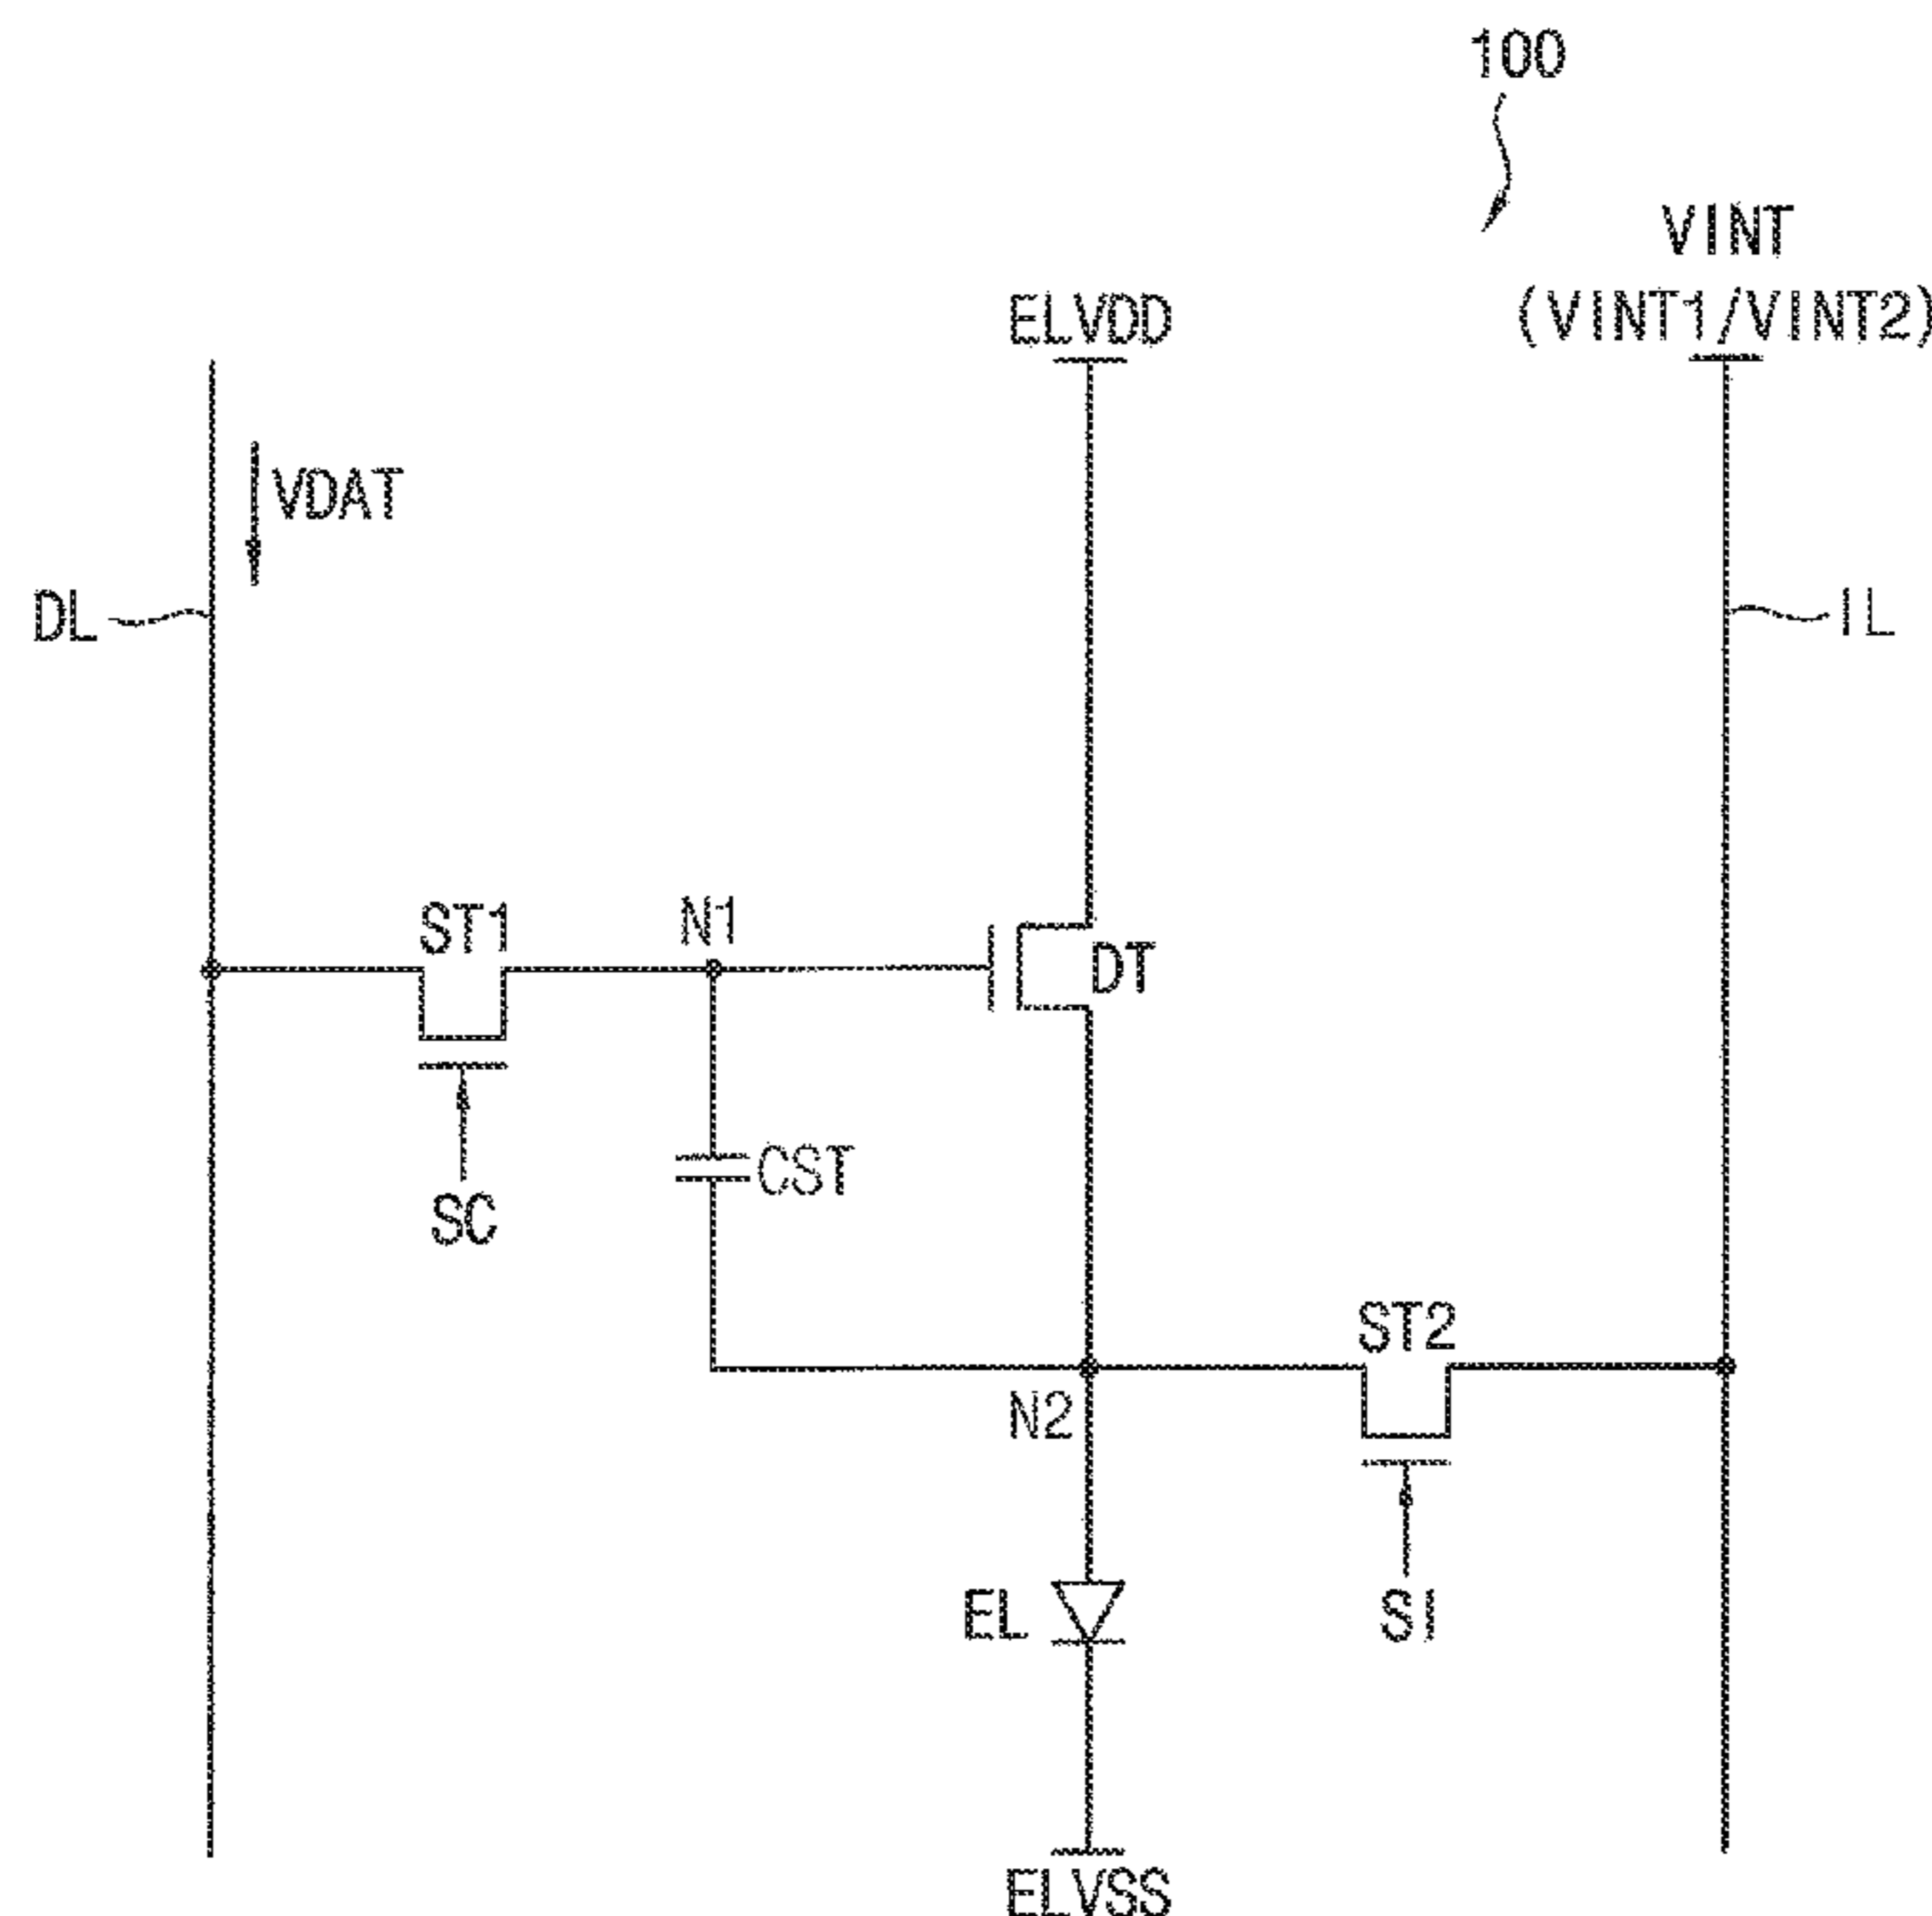 100
VINT
(VINT1/VINT2)
ELVDD
VDAT
DL
IL
ST1
N1
DT
CST
SC
ST2
N2
EL
SI
ELVSS